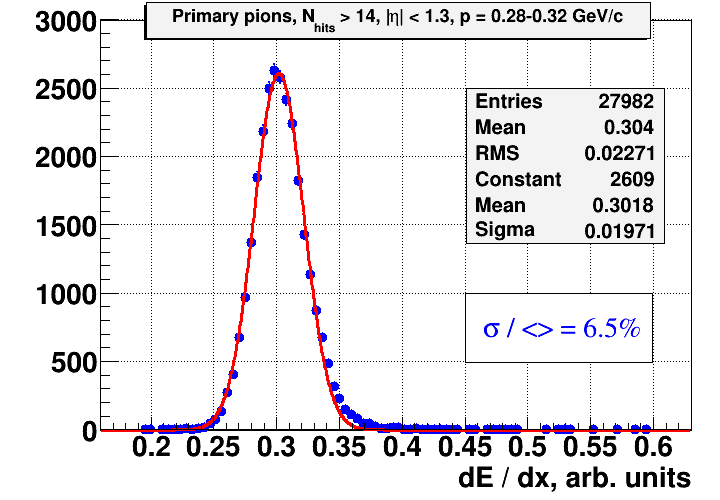 Primary pions, N_hits > 14, |η| < 1.3, p = 0.28-0.32 GeV/c
3000
2500
2000
1500
1000
500
0
Entries 27982
Mean 0.304
RMS 0.02271
Constant 2609
Mean 0.3018
Sigma 0.01971
σ / <> = 6.5%
0.2 0.25 0.3 0.35 0.4 0.45 0.5 0.55 0.6
dE / dx, arb. units